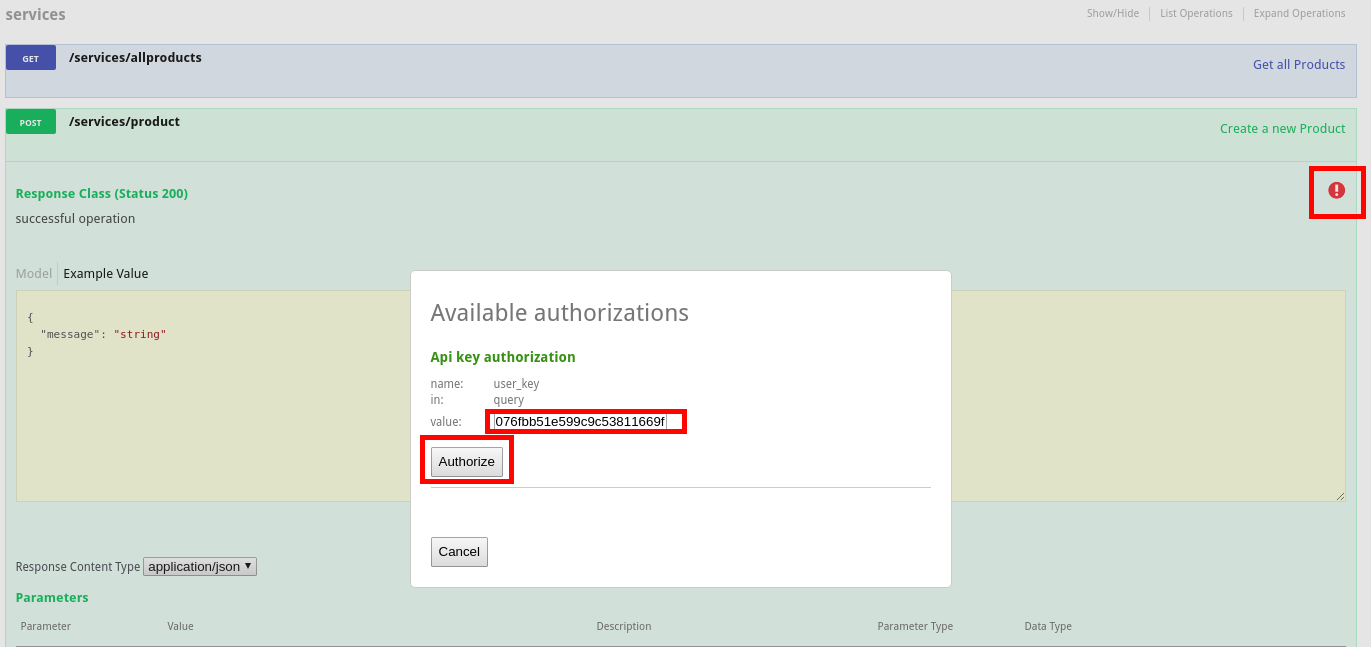 services
Show/Hide List Operations Expand Operations
GET /services/allproducts
Get all Products
POST /services/product
Create a new Product
Response Class (Status 200)
successful operation
Model Example Value
{
"message": "string"
}
Available authorizations
Api key authorization
name: user_key
in: query
value: 076fbb51e599c9c53811669f
Authorize
Cancel
Response Content Type application/json
Parameters
Parameter Value Description Parameter Type Data Type